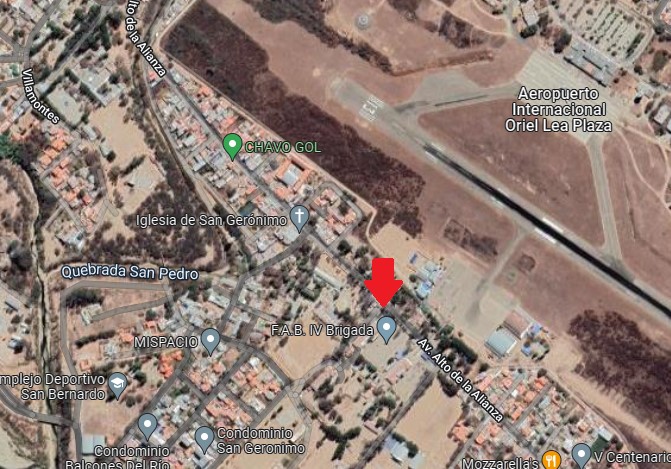 Alto de la Alianza
Villamontes
Aeropuerto
Internacional
Oriel Lea Plaza
CHAVO GOL
Iglesia de San Gerónimo
Quebrada San Pedro
F.A.B. IV Brigada
MISPACIO
Av. Alto de la Alianza
mplejo Deportivo
San Bernardo
Condominio
Balcones Del Río
Condominio
San Geronimo
Mozzarella's
V Centenario